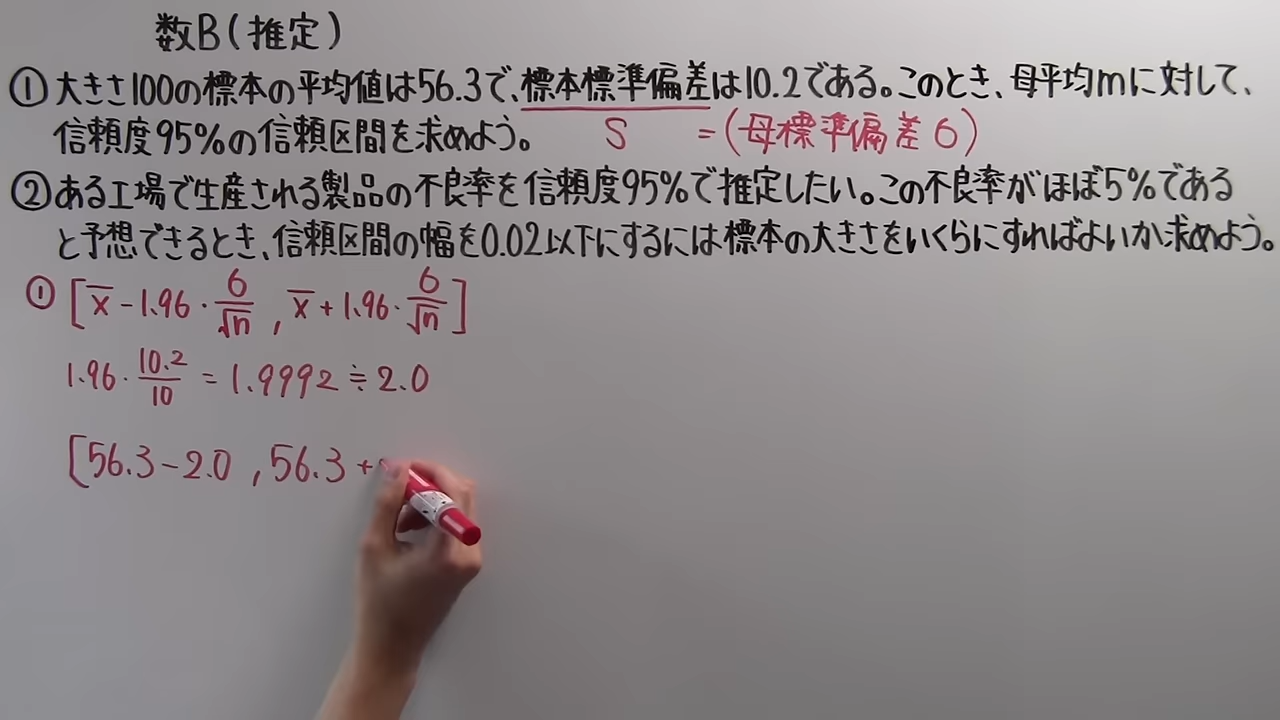 数B(推定)
①大きさ100の標本の平均値は56.3で、標本標準偏差は10.2である。このとき、母平均mに対して、
信頼度95%の信頼区間を求めよう。 S =(母標準偏差σ)
②ある工場で生産される製品の不良率を信頼度95%で推定したい。この不良率がほぼ5%である
と予想できるとき、信頼区間の幅を0.02以下にするには標本の大きさをいくらにすればよいか求めよう。
① [x̄-1.96・σ/√n , x̄+1.96・σ/√n]
1.96・10.2/10 = 1.9992 ≒ 2.0
[56.3-2.0 , 56.3+